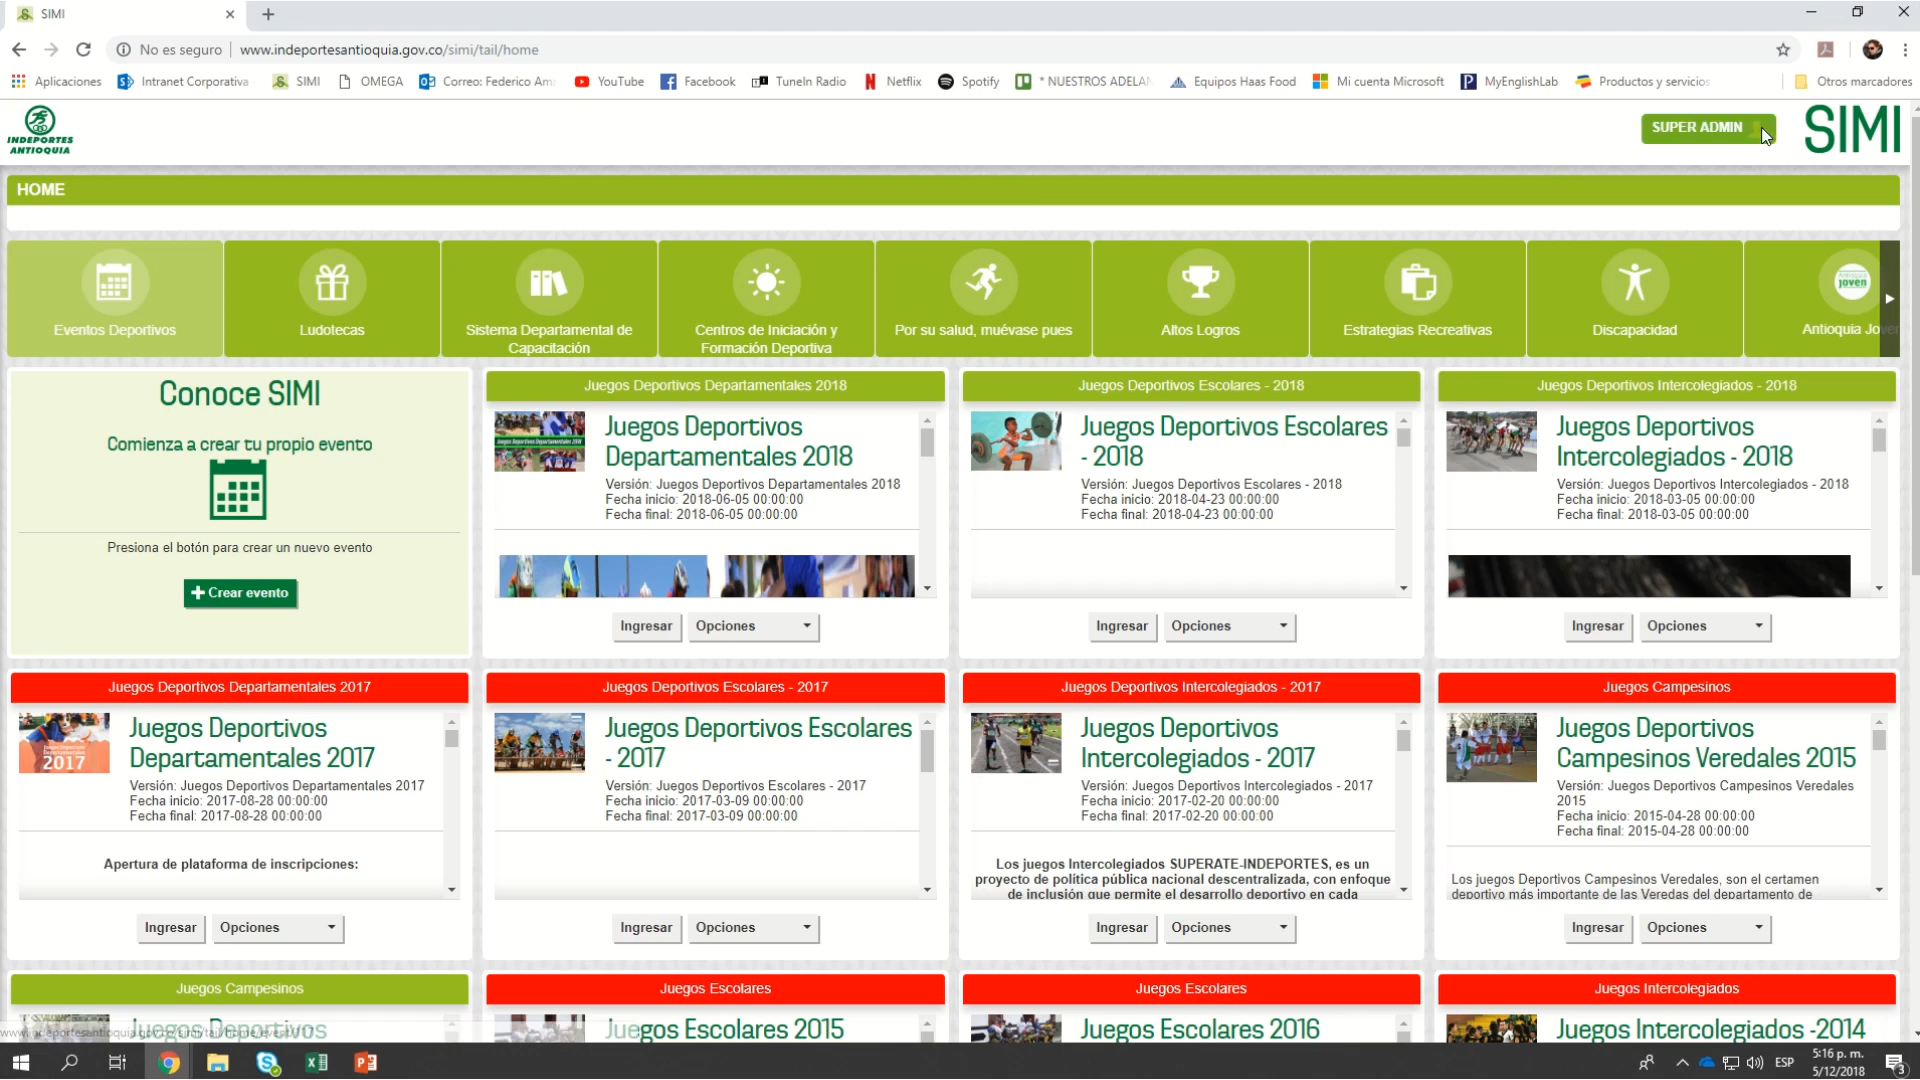 SIMI
No es seguro | www.indeportesantioquia.gov.co/simi/tail/home
Aplicaciones Intranet Corporativa SIMI OMEGA Correo: Federico Am YouTube Facebook TuneIn Radio Netflix Spotify * NUESTROS ADELAN Equipos Haas Food Mi cuenta Microsoft MyEnglishLab Productos y servicios Otros marcadores
INDEPORTES
ANTIOQUIA
SUPER ADMIN
SIMI
HOME
Eventos Deportivos
Ludotecas
Sistema Departamental de
Capacitación
Centros de Iniciación y
Formación Deportiva
Por su salud, muévase pues
Altos Logros
Estrategias Recreativas
Discapacidad
joven
Antioquia Jo
Conoce SIMI
Comienza a crear tu propio evento
Presiona el botón para crear un nuevo evento
Crear evento
Juegos Deportivos Departamentales 2018
Juegos Deportivos
Departamentales 2018
Versión: Juegos Deportivos Departamentales 2018
Fecha inicio: 2018-06-05 00:00:00
Fecha final: 2018-06-05 00:00:00
Ingresar Opciones
Juegos Deportivos Escolares - 2018
Juegos Deportivos Escolares
- 2018
Versión: Juegos Deportivos Escolares - 2018
Fecha inicio: 2018-04-23 00:00:00
Fecha final: 2018-04-23 00:00:00
Ingresar Opciones
Juegos Deportivos Intercolegiados - 2018
Juegos Deportivos
Intercolegiados - 2018
Versión: Juegos Deportivos Intercolegiados - 2018
Fecha inicio: 2018-03-05 00:00:00
Fecha final: 2018-03-05 00:00:00
Ingresar Opciones
Juegos Deportivos Departamentales 2017
2017
Juegos Deportivos
Departamentales 2017
Versión: Juegos Deportivos Departamentales 2017
Fecha inicio: 2017-08-28 00:00:00
Fecha final: 2017-08-28 00:00:00
Apertura de plataforma de inscripciones:
Ingresar Opciones
Juegos Deportivos Escolares - 2017
Juegos Deportivos Escolares
- 2017
Versión: Juegos Deportivos Escolares - 2017
Fecha inicio: 2017-03-09 00:00:00
Fecha final: 2017-03-09 00:00:00
Ingresar Opciones
Juegos Deportivos Intercolegiados - 2017
Juegos Deportivos
Intercolegiados - 2017
Versión: Juegos Deportivos Intercolegiados - 2017
Fecha inicio: 2017-02-20 00:00:00
Fecha final: 2017-02-20 00:00:00
Los juegos Intercolegiados SUPERATE-INDEPORTES, es un
proyecto de política pública nacional descentralizada, con enfoque
de inclusión que permite el desarrollo deportivo en cada
Ingresar Opciones
Juegos Campesinos
Juegos Deportivos
Campesinos Veredales 2015
Versión: Juegos Deportivos Campesinos Veredales
2015
Fecha inicio: 2015-04-28 00:00:00
Fecha final: 2015-04-28 00:00:00
Los juegos Deportivos Campesinos Veredales, son el certamen
deportivo más importante de las Veredas del departamento de
Ingresar Opciones
Juegos Campesinos
Juegos Deportivos
Juegos Escolares
Juegos Escolares 2015
Juegos Escolares
Juegos Escolares 2016
Juegos Intercolegiados
Juegos Intercolegiados -2014
ESP
5:16 p. m.
5/12/2018
3